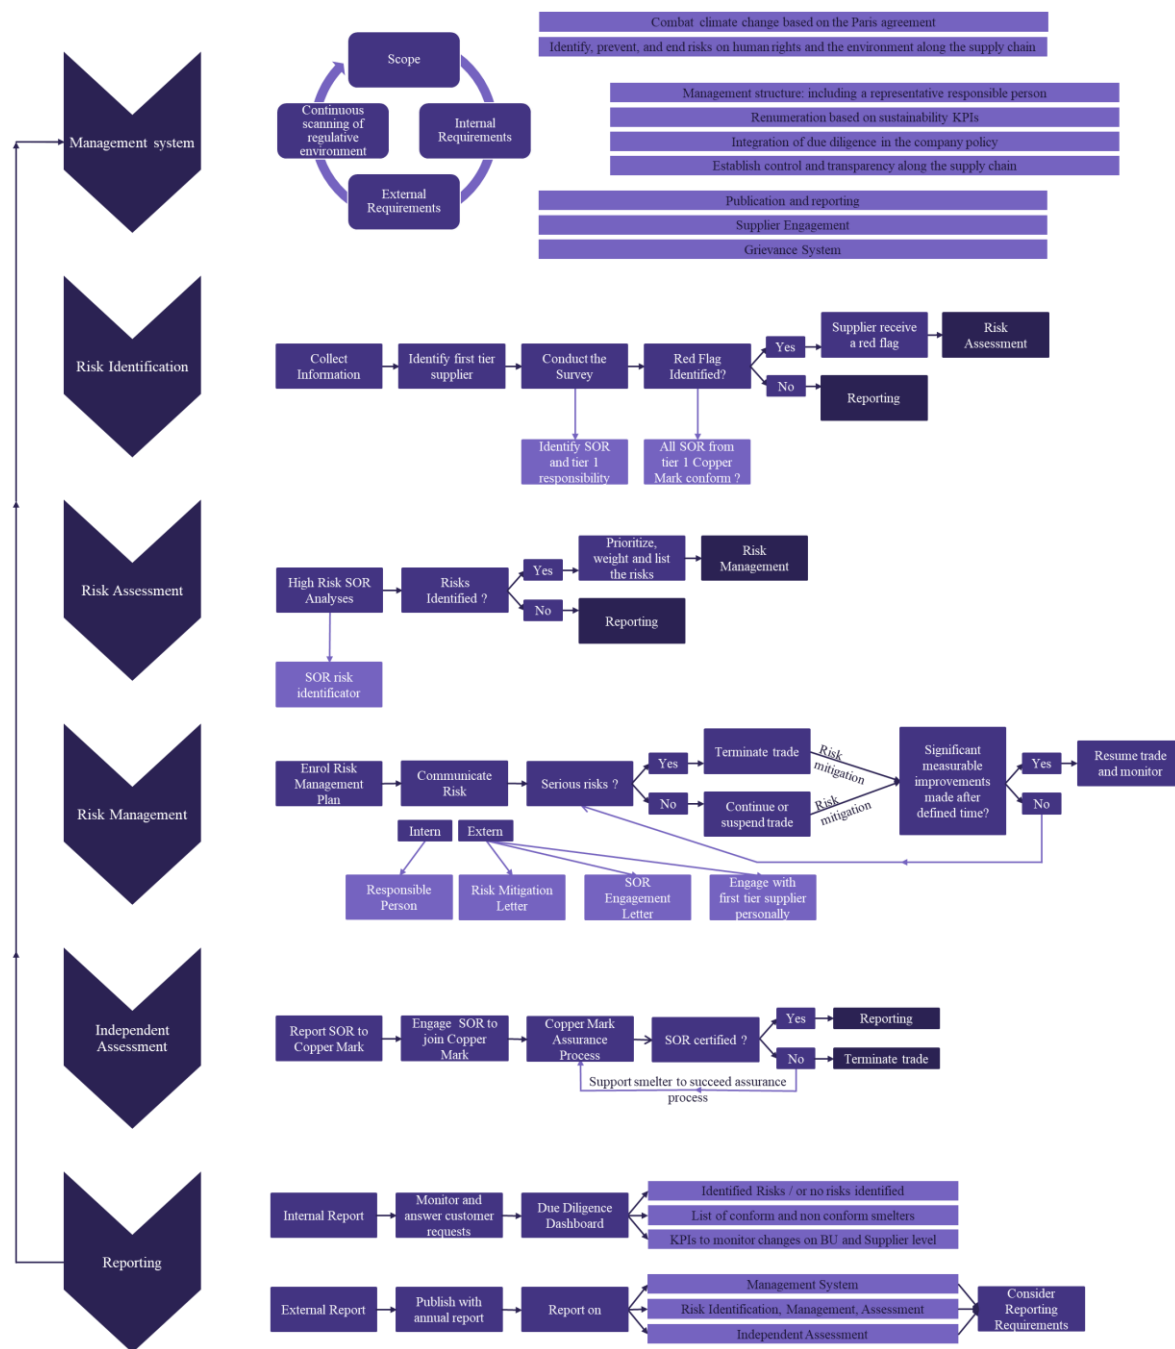 Combat climate change based on the Paris agreement
Identify, prevent, and end risks on human rights and the environment along the supply chain
Scope
Continuous
scanning of
regulative
environment
Internal
Requirements
External
Requirements
Management structure: including a representative responsible person
Renumeration based on sustainability KPIs
Integration of due diligence in the company policy
Establish control and transparency along the supply chain
Management system
Publication and reporting
Supplier Engagement
Grievance System
Risk Identification
Collect
Information
Identify first tier
supplier
Conduct the
Survey
Red Flag
Identified?
Yes
No
Supplier receive
a red flag
Risk
Assessment
Reporting
Identify SOR
and tier 1
responsibility
All SOR from
tier 1 Copper
Mark conform ?
Risk Assessment
High Risk SOR
Analyses
Risks
Identified ?
Yes
No
Prioritize,
weight and list
the risks
Risk
Management
Reporting
SOR risk
identificator
Risk Management
Enrol Risk
Management
Plan
Communicate
Risk
Serious risks ?
Yes
No
Terminate trade
Continue or
suspend trade
Risk
mitigation
Risk
mitigation
Significant
measurable
improvements
made after
defined time?
Yes
No
Resume trade
and monitor
Intern
Extern
Responsible
Person
Risk Mitigation
Letter
SOR
Engagement
Letter
Engage with
first tier supplier
personally
Independent
Assessment
Report SOR to
Copper Mark
Engage SOR to
join Copper
Mark
Copper Mark
Assurance
Process
SOR certified ?
Yes
No
Reporting
Terminate trade
Support smelter to succeed assurance
process
Reporting
Internal Report
Monitor and
answer customer
requests
Due Diligence
Dashboard
Identified Risks / or no risks identified
List of conform and non conform smelters
KPIs to monitor changes on BU and Supplier level
External Report
Publish with
annual report
Report on
Management System
Risk Identification, Management, Assessment
Independent Assessment
Consider
Reporting
Requirements